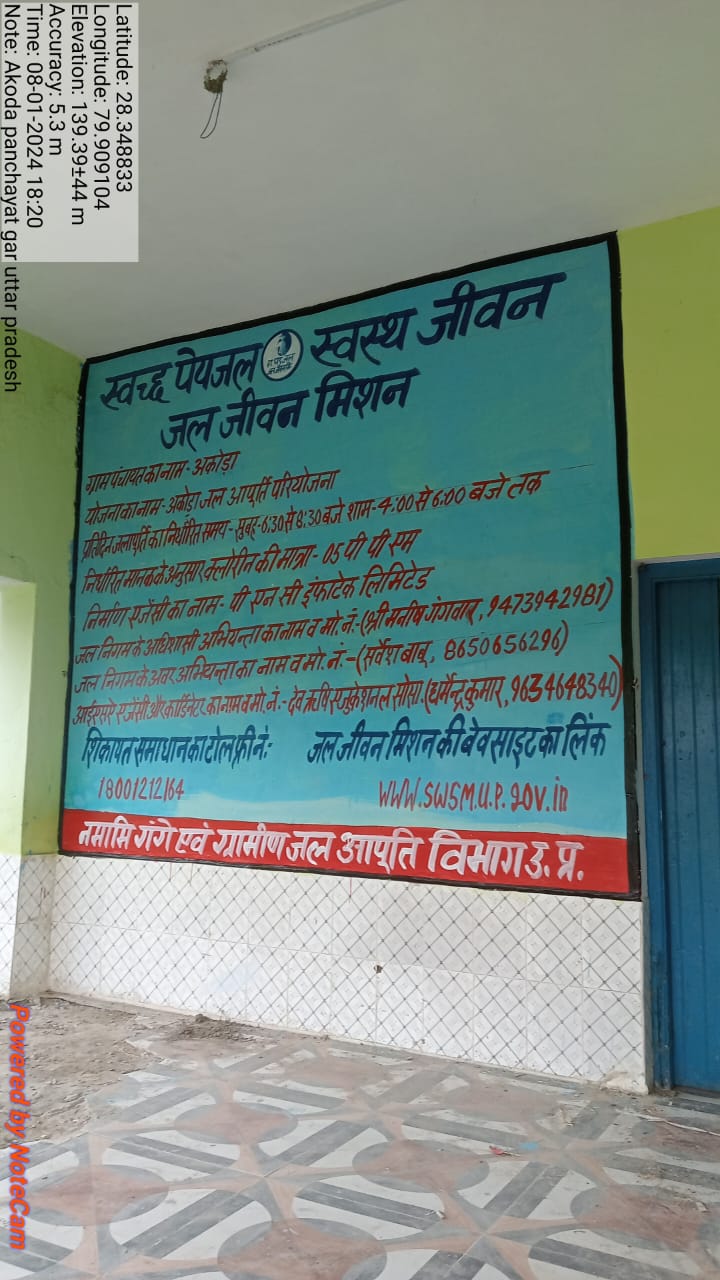 Latitude: 28.348833
Longitude: 79.909104
Elevation: 139.39±44 m
Accuracy: 5.3 m
Time: 08-01-2024 18:20
Note: Akoda panchayat gar uttar pradesh
स्वच्छ पेयजल स्वस्थ जीवन
जल जीवन मिशन
ग्राम पंचायत का नाम - अकोड़ा
योजना का नाम - अकोड़ा जल आपूर्ति परियोजना
प्रतिदिन जलापूर्ति का निर्धारित समय - सुबह - 6:30 से 8:30 बजे शाम - 4:00 से 6:00 बजे तक
निर्धारित मानक के अनुसार क्लोरीन की मात्रा - 05 पी पी एम
निर्माण एजेंसी का नाम - पी एन सी इंफ्राटेक लिमिटेड
जल निगम के अधिशासी अभियन्ता का नाम व मो. नं. - (श्री मनीष गंगवार, 9473942981)
जल निगम के अवर अभियन्ता का नाम व मो. नं. - (सर्वेश बाबू, 8650656296)
आईएसए एजेंसी और कार्डिनेटर का नाम व मो. नं. - देव ऋषि एजुकेशनल सोसा. (धर्मेन्द्र कुमार, 9634648340)
शिकायत समाधान का टोल फ्री नं:- जल जीवन मिशन की बेवसाइट का लिंक
18001212164 WWW.SWSM.U.P.gov.in
नमामि गंगे एवं ग्रामीण जल आपूर्ति विभाग उ. प्र.
Powered by NoteCam